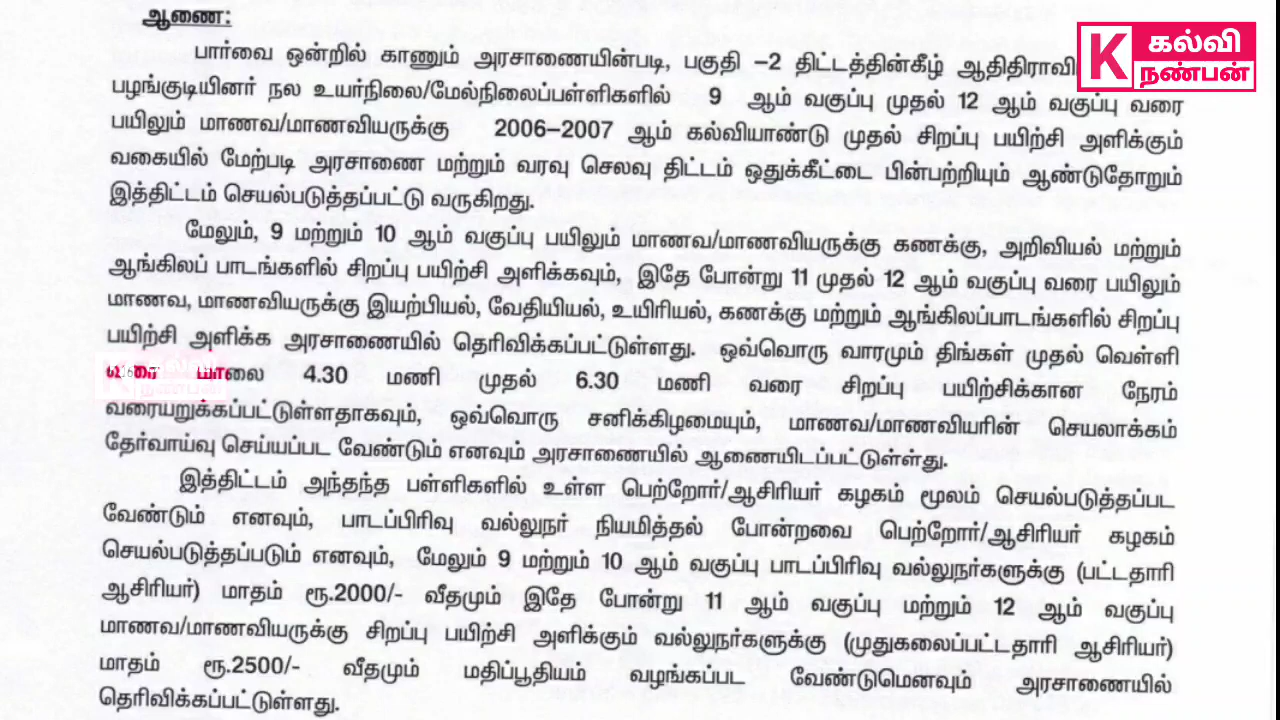 ஆணை:
பார்வை ஒன்றில் காணும் அரசாணையின்படி, பகுதி –2 திட்டத்தின்கீழ்
பழங்குடியினர் நல உயர்நிலை/மேல்நிலைப்பள்ளிகளில் 9 ஆம் வகுப்பு முதல் 12 ஆம் வகுப்பு வரை
பயிலும் மாணவ/மாணவியருக்கு 2006–2007 ஆம் கல்வியாண்டு முதல் சிறப்பு பயிற்சி அளிக்கும்
வகையில் மேற்படி அரசாணை மற்றும் வரவு செலவு திட்டம் ஒதுக்கீட்டை பின்பற்றியும் ஆண்டுதோறும்
இத்திட்டம் செயல்படுத்தப்பட்டு வருகிறது.
மேலும், 9 மற்றும் 10 ஆம் வகுப்பு பயிலும் மாணவ/மாணவியருக்கு கணக்கு, அறிவியல் மற்றும்
ஆங்கிலப் பாடங்களில் சிறப்பு பயிற்சி அளிக்கவும், இதே போன்று 11 முதல் 12 ஆம் வகுப்பு வரை பயிலும்
மாணவ, மாணவியருக்கு இயற்பியல், வேதியியல், உயிரியல், கணக்கு மற்றும் ஆங்கிலப்பாடங்களில் சிறப்பு
பயிற்சி அளிக்க அரசாணையில் தெரிவிக்கப்பட்டுள்ளது. ஒவ்வொரு வாரமும் திங்கள் முதல் வெள்ளி
வரை மாலை 4.30 மணி முதல் 6.30 மணி வரை சிறப்பு பயிற்சிக்கான நேரம்
வரையறுக்கப்பட்டுள்ளதாகவும், ஒவ்வொரு சனிக்கிழமையும், மாணவ/மாணவியரின் செயலாக்கம்
தேர்வாய்வு செய்யப்பட வேண்டும் எனவும் அரசாணையில் ஆணையிடப்பட்டுள்ள்து.
இத்திட்டம் அந்தந்த பள்ளிகளில் உள்ள பெற்றோர்/ஆசிரியர் கழகம் மூலம் செயல்படுத்தப்பட
வேண்டும் எனவும், பாடப்பிரிவு வல்லுநர் நியமித்தல் போன்றவை பெற்றோர்/ஆசிரியர் கழகம்
செயல்படுத்தப்படும் எனவும், மேலும் 9 மற்றும் 10 ஆம் வகுப்பு பாடப்பிரிவு வல்லுநர்களுக்கு (பட்டதாரி
ஆசிரியர்) மாதம் ரூ.2000/- வீதமும் இதே போன்று 11 ஆம் வகுப்பு மற்றும் 12 ஆம் வகுப்பு
மாணவ/மாணவியருக்கு சிறப்பு பயிற்சி அளிக்கும் வல்லுநர்களுக்கு (முதுகலைப்பட்டதாரி ஆசிரியர்)
மாதம் ரூ.2500/- வீதமும் மதிப்பூதியம் வழங்கப்பட வேண்டுமெனவும் அரசாணையில்
தெரிவிக்கப்பட்டுள்ளது.
K கல்வி
நண்பன்